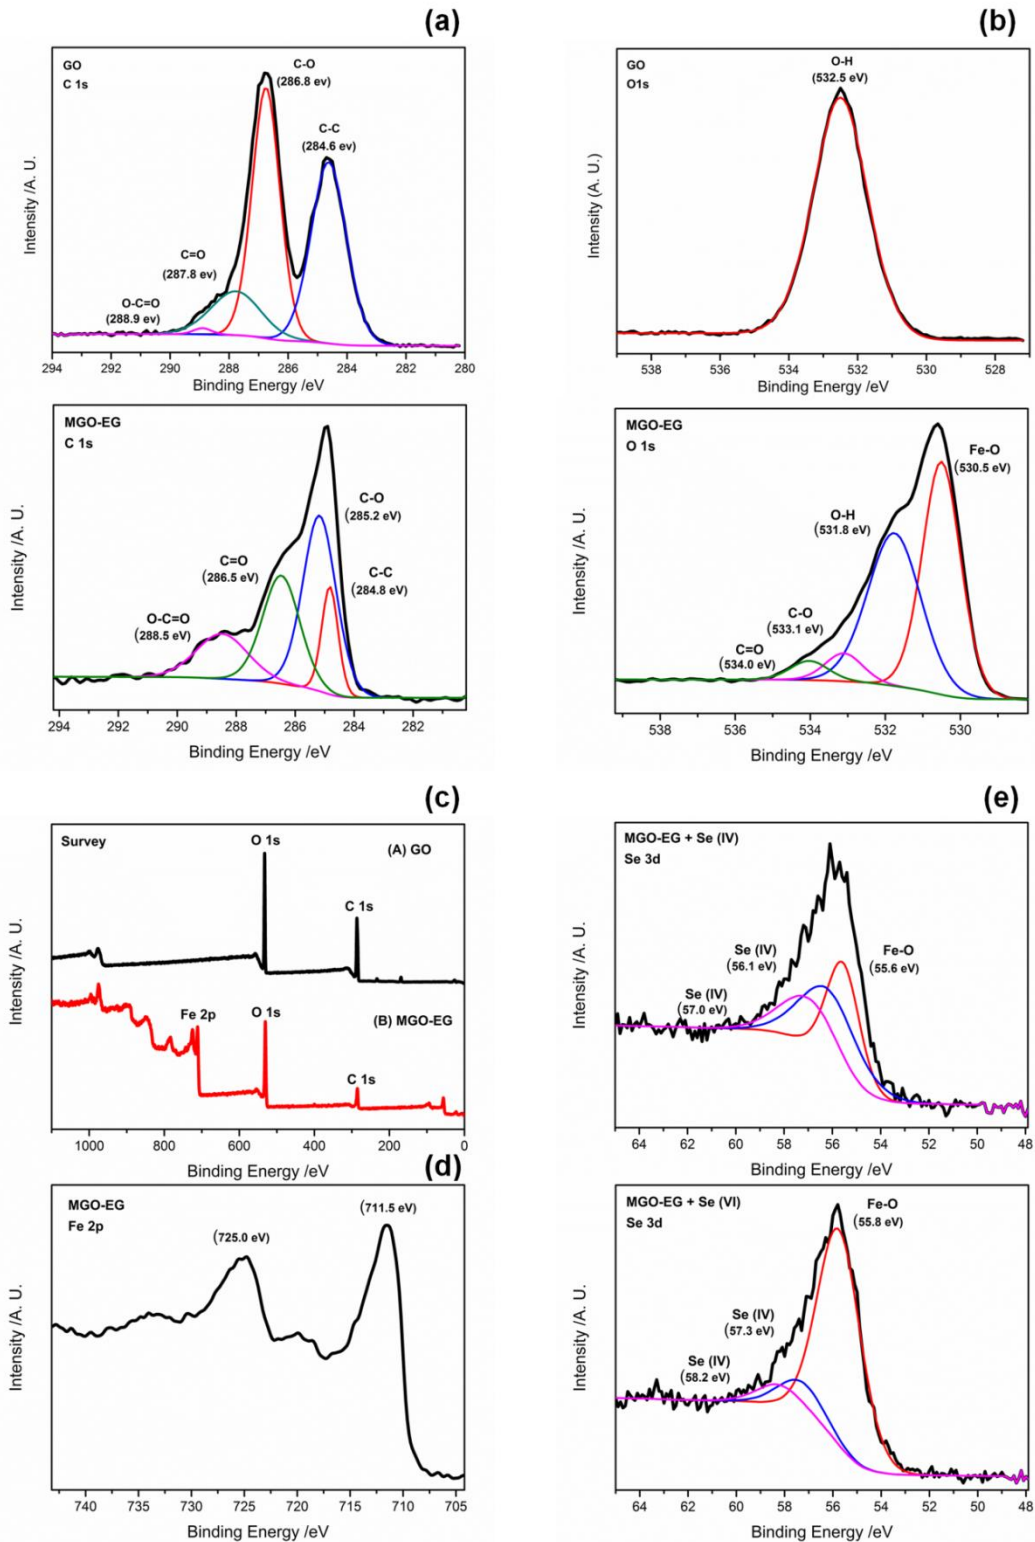 (a)
GO
C 1s
C-O
(286.8 ev)
C-C
(284.6 ev)
C=O
(287.8 ev)
O-C=O
(288.9 ev)
Intensity /A. U.
294 292 290 288 286 284 282 280
Binding Energy /eV
MGO-EG
C 1s
C-O
(285.2 eV)
C=O
(286.5 eV)
C-C
(284.8 eV)
O-C=O
(288.5 eV)
Intensity /A. U.
294 292 290 288 286 284 282
Binding Energy /eV
(b)
GO
O1s
O-H
(532.5 eV)
Intensity (A. U.)
538 536 534 532 530 528
Binding Energy /eV
MGO-EG
O 1s
Fe-O
(530.5 eV)
O-H
(531.8 eV)
C-O
(533.1 eV)
C=O
(534.0 eV)
Intensity /A. U.
538 536 534 532 530
Binding Energy /eV
(c)
Survey
O 1s
(A) GO
C 1s
Fe 2p
O 1s
(B) MGO-EG
C 1s
Intensity /A. U.
1000 800 600 400 200 0
Binding Energy /eV
(d)
MGO-EG
Fe 2p
(711.5 eV)
(725.0 eV)
Intensity /A. U.
740 735 730 725 720 715 710 705
Binding Energy /eV
(e)
MGO-EG + Se (IV)
Se 3d
Se (IV)
(56.1 eV)
Fe-O
(55.6 eV)
Se (IV)
(57.0 eV)
Intensity /A. U.
64 62 60 58 56 54 52 50 48
Binding Energy /eV
MGO-EG + Se (VI)
Se 3d
Fe-O
(55.8 eV)
Se (IV)
(57.3 eV)
Se (IV)
(58.2 eV)
Intensity /A. U.
64 62 60 58 56 54 52 50 48
Binding Energy /eV